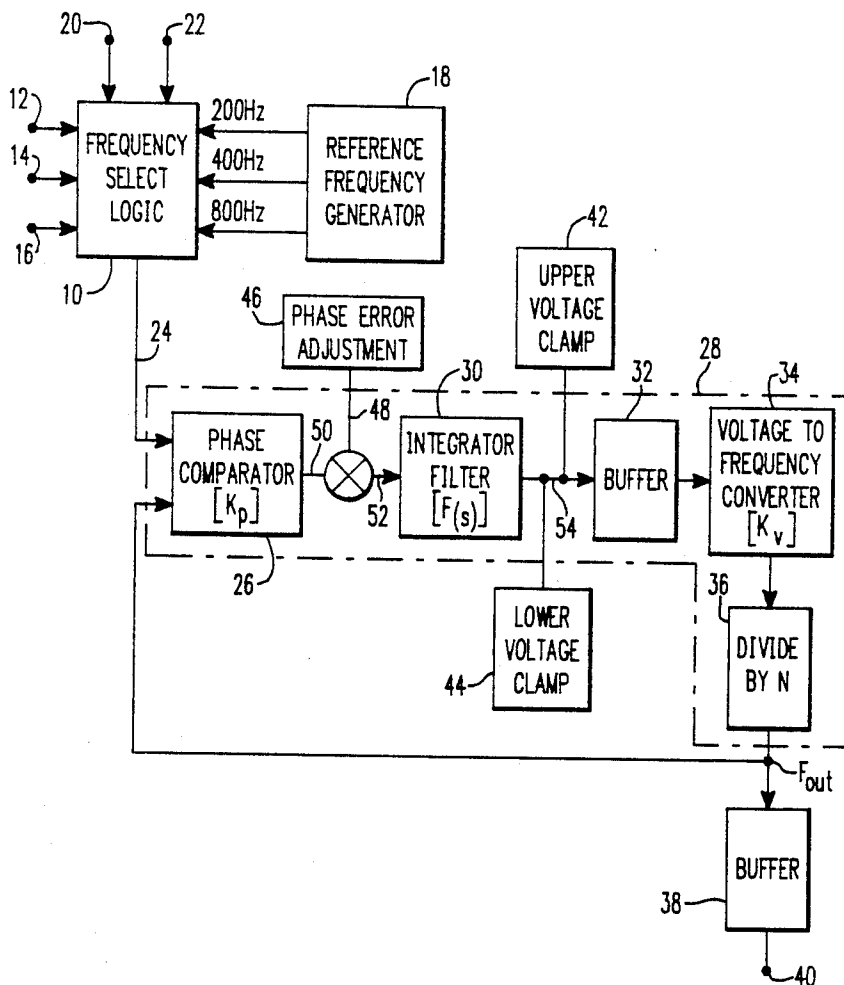 20
22
12
14
16
FREQUENCY
SELECT
LOGIC
10
200Hz
400Hz
800Hz
18
REFERENCE
FREQUENCY
GENERATOR
24
46
PHASE ERROR
ADJUSTMENT
48
42
UPPER
VOLTAGE
CLAMP
28
PHASE
COMPARATOR
[Kp]
26
50
52
30
INTEGRATOR
FILTER
[F(s)]
54
32
BUFFER
34
VOLTAGE TO
FREQUENCY
CONVERTER
[Kv]
44
LOWER
VOLTAGE
CLAMP
36
DIVIDE
BY N
Fout
BUFFER
38
40